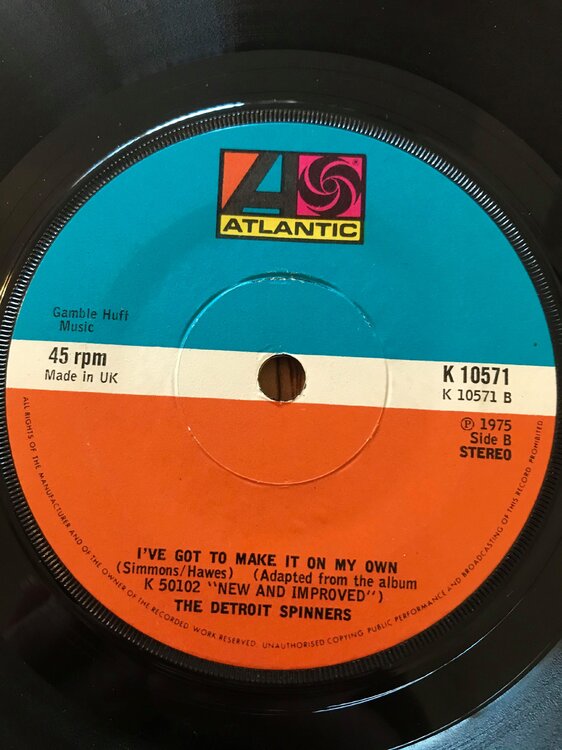 ATLANTIC
Gamble Huff
Music
45 rpm
Made in UK
K 10571
K 10571 B
℗ 1975
Side B
STEREO
I'VE GOT TO MAKE IT ON MY OWN
(Simmons/Hawes) (Adapted from the album
K 50102 "NEW AND IMPROVED")
THE DETROIT SPINNERS
ALL RIGHTS OF THE MANUFACTURER AND OF THE OWNER OF THE RECORDED WORK RESERVED. UNAUTHORISED COPYING PUBLIC PERFORMANCE AND BROADCASTING OF THIS RECORD PROHIBITED